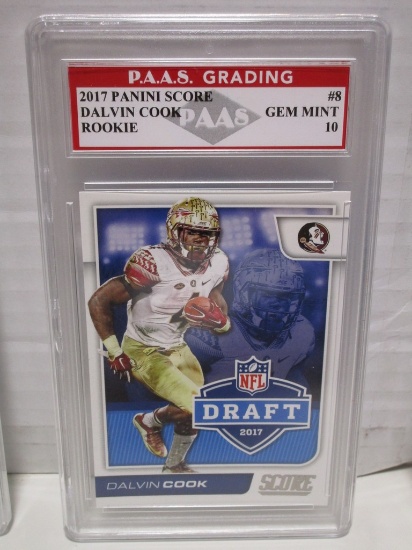 P.A.A.S. GRADING
2017 PANINI SCORE #8
DALVIN COOK GEM MINT
ROOKIE 10
PAAS
NFL
DRAFT
2017
DALVIN COOK
SCORE